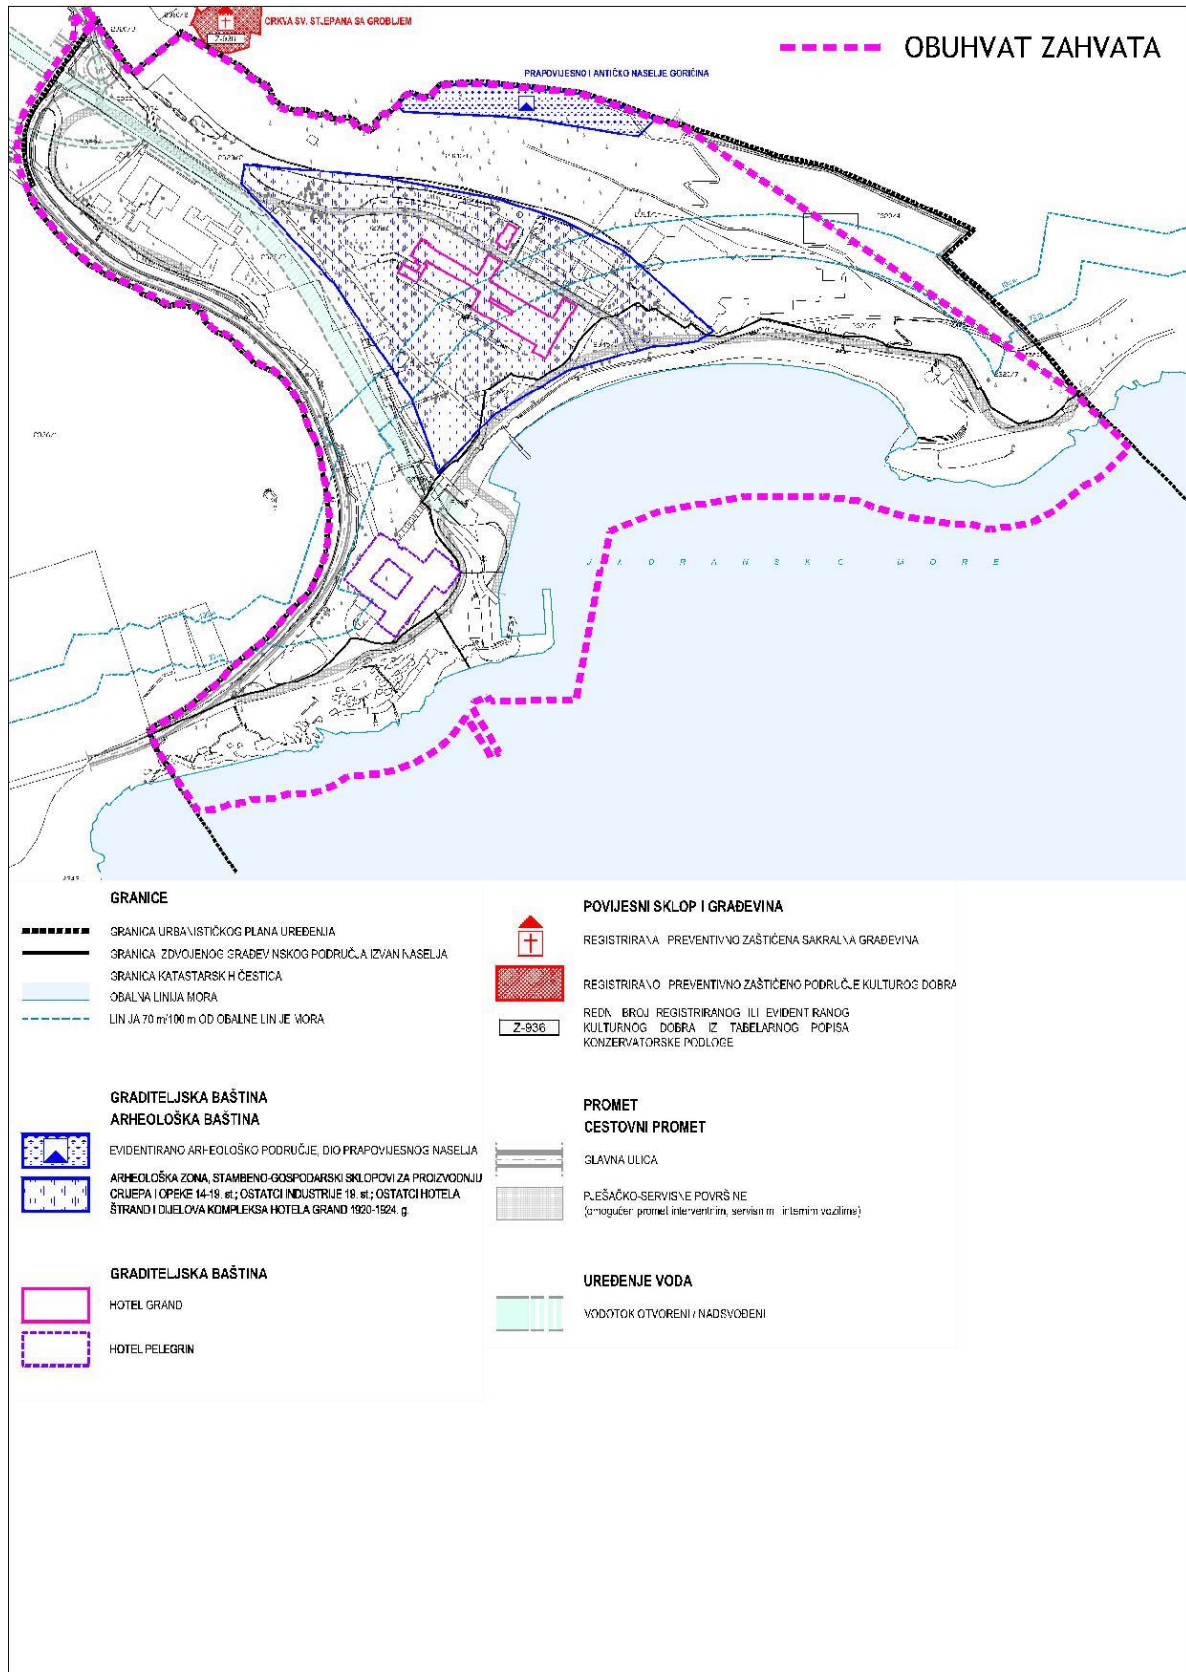 CRKVA SV. STJEPANA SA GROBLJEM
Z-936
OBUHVAT ZAHVATA
PRAPOVIJESNO I ANTIČKO NASELJE GORIČINA
J A D R A N S K O M O R E
GRANICE
GRANICA URBANISTIČKOG PLANA UREĐENJA
GRANICA IZDVOJENOG GRAĐEVINSKOG PODRUČJA IZVAN NASELJA
GRANICA KATASTARSKIH ČESTICA
OBALNA LINIJA MORA
LINIJA 70 m/100 m OD OBALNE LINIJE MORA
GRADITELJSKA BAŠTINA
ARHEOLOŠKA BAŠTINA
EVIDENTIRANO ARHEOLOŠKO PODRUČJE, DIO PRAPOVIJESNOG NASELJA
ARHEOLOŠKA ZONA, STAMBENO-GOSPODARSKI SKLOPOVI ZA PROIZVODNJU
CRIJEPA I OPEKE 14-19. st.; OSTATCI INDUSTRIJE 19. st.; OSTATCI HOTELA
ŠTRAND I DIJELOVA KOMPLEKSA HOTELA GRAND 1920-1924. g.
GRADITELJSKA BAŠTINA
HOTEL GRAND
HOTEL PELEGRIN
POVIJESNI SKLOP I GRAĐEVINA
REGISTRIRANA PREVENTIVNO ZAŠTIĆENA SAKRALNA GRAĐEVINA
REGISTRIRANO PREVENTIVNO ZAŠTIĆENO PODRUČJE KULTUROG DOBRA
Z-936
REDNI BROJ REGISTRIRANOG ILI EVIDENTIRANOG
KULTURNOG DOBRA IZ TABELARNOG POPISA
KONZERVATORSKE PODLOGE
PROMET
CESTOVNI PROMET
GLAVNA ULICA
PJEŠAČKO-SERVISNE POVRŠINE
(omogućen promet interventnim, servisnim internim vozilima)
UREĐENJE VODA
VODOTOK OTVORENI / NADSVOĐENI